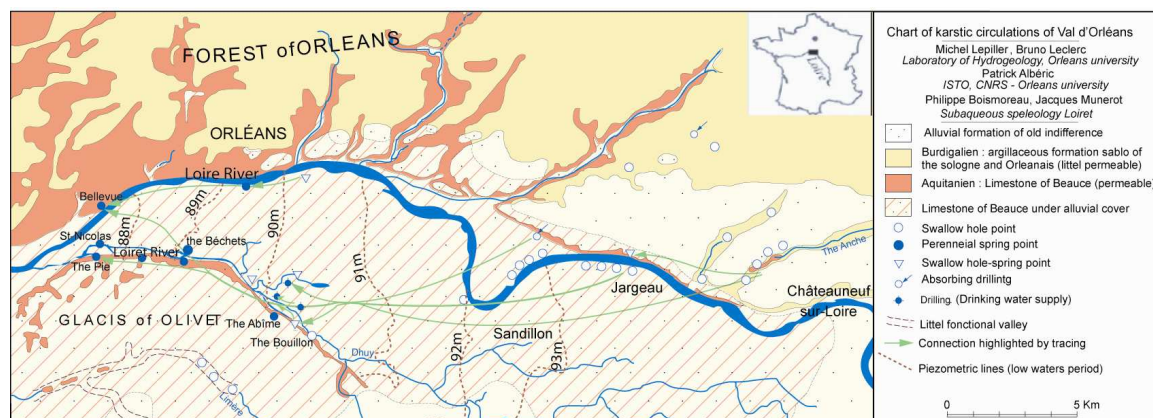 FOREST of ORLEANS
ORLÉANS
Loire River
Bellevue
89m
88m
90m
91m
St Nicolas
the Béchets
Loiret River
The Pie
GLACIS of OLIVET
The Abîme
The Bouillon
Dhuy
Limère
92m
93m
Sandillon
Jargeau
The Anche
Châteauneuf
sur-Loire
Loire
Chart of karstic circulations of Val d'Orléans
Michel Lepiller, Bruno Leclerc
Laboratory of Hydrogeology, Orleans university
Patrick Albéric
ISTO, CNRS - Orleans university
Philippe Boismoreau, Jacques Munerot
Subaqueous speleology Loiret
Alluvial formation of old indifference
Burdigalien : argillaceous formation sablo of
the sologne and Orleanais (littel permeable)
Aquitanien : Limestone of Beauce (permeable)
Limestone of Beauce under alluvial cover
Swallow hole point
Perenneial spring point
Swallow hole-spring point
Absorbing drillintg
Drilling. (Drinking water supply)
Littel fonctional valley
Connection highlighted by tracing
Piezometric lines (low waters period)
0 5 Km